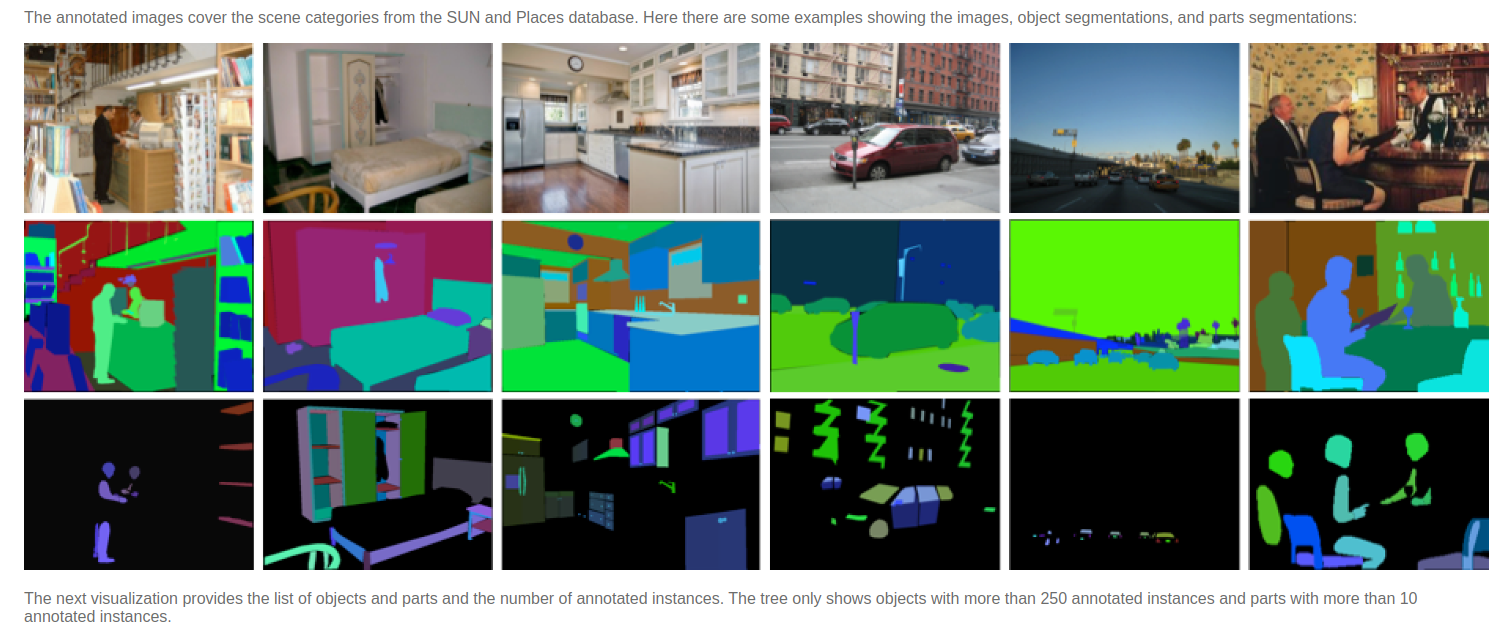 The annotated images cover the scene categories from the SUN and Places database. Here there are some examples showing the images, object segmentations, and parts segmentations:
The next visualization provides the list of objects and parts and the number of annotated instances. The tree only shows objects with more than 250 annotated instances and parts with more than 10
annotated instances.